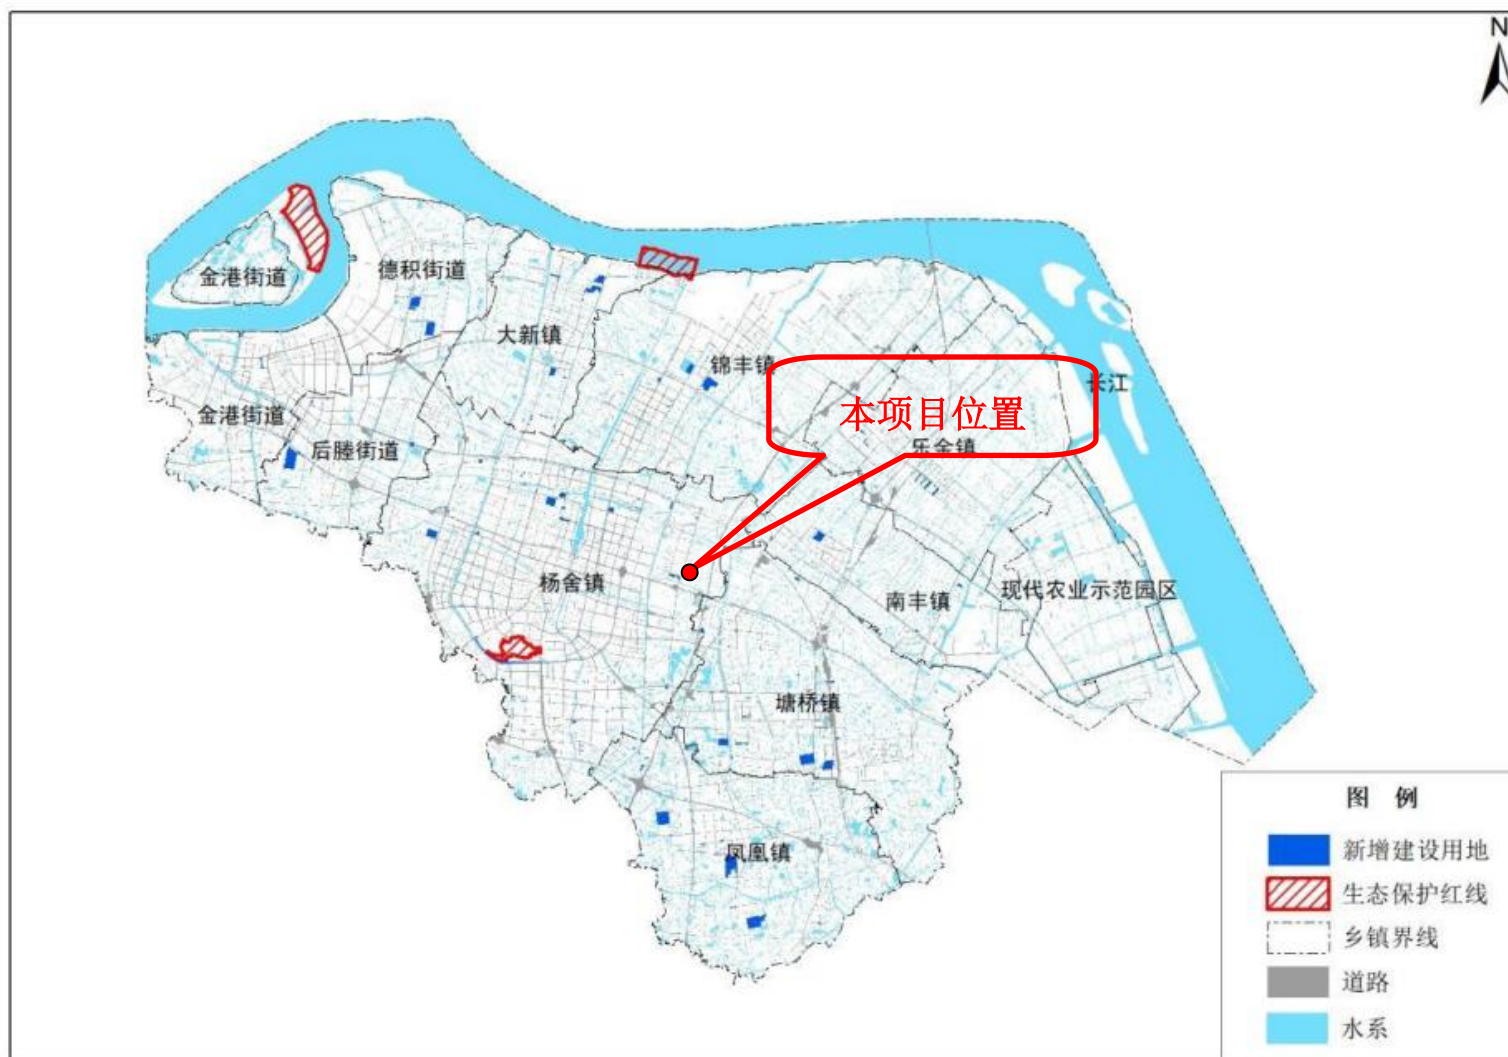 N
金港街道
德积街道
大新镇
锦丰镇
长江
本项目位置
金港街道
后塍街道
乐余镇
杨舍镇
南丰镇
现代农业示范园区
塘桥镇
凤凰镇
图 例
新增建设用地
生态保护红线
乡镇界线
道路
水系